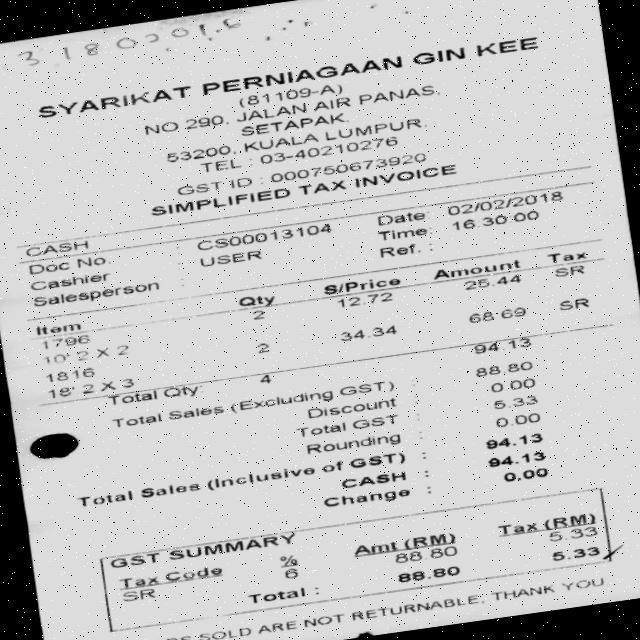 SYARIKAT PERNIAGAAN GIN KEE
(81109-A)
NO 290, JALAN AIR PANAS,
SETAPAK,
53200, KUALA LUMPUR.
TEL : 03-40210276
GST ID : 000750673920
SIMPLIFIED TAX INVOICE
CASH
Doc No. : CS00013104 Date: 02/02/2018
Cashier : USER Time: 16:30:00
Salesperson : Ref. :
Item Qty S/Price Amount Tax
1796 2 12.72 25.44 SR
10' 2 X 2
1816 2 34.34 68.69 SR
18' 2 X 3
Total Qty: 4 94.13
Total Sales (Excluding GST) : 88.80
Discount : 0.00
Total GST : 5.33
Rounding : 0.00
Total Sales (Inclusive of GST) : 94.13
CASH : 94.13
Change : 0.00
GST SUMMARY
Tax Code % Amt (RM) Tax (RM)
SR 6 88.80 5.33
Total : 88.80 5.33
SOLD ARE NOT RETURNABLE, THANK YOU